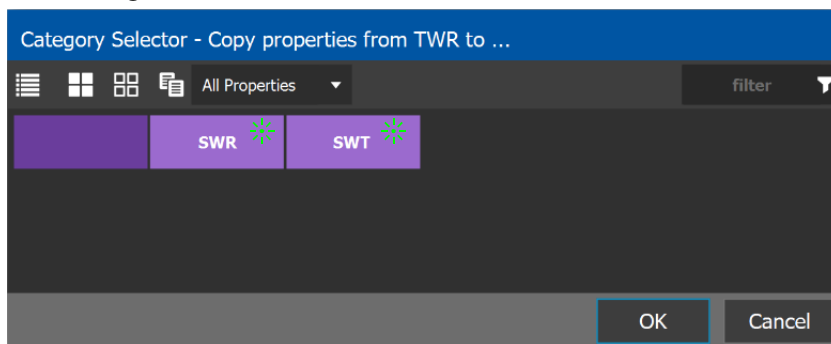 Category Selector - Copy properties from TWR to ...
All Properties
filter
SWR
SWT
OK
Cancel